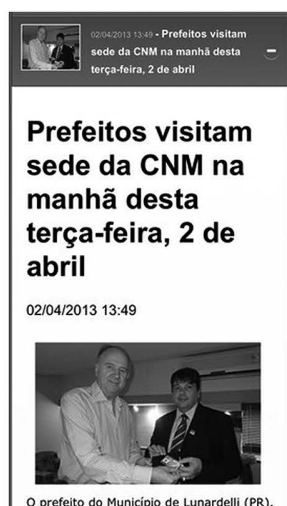 02/04/2013 13:49 - Prefeitos visitam
sede da CNM na manhã desta
terça-feira, 2 de abril
Prefeitos visitam
sede da CNM na
manhã desta
terça-feira, 2 de
abril
02/04/2013 13:49
O prefeito do Município de Lunardelli (PR),